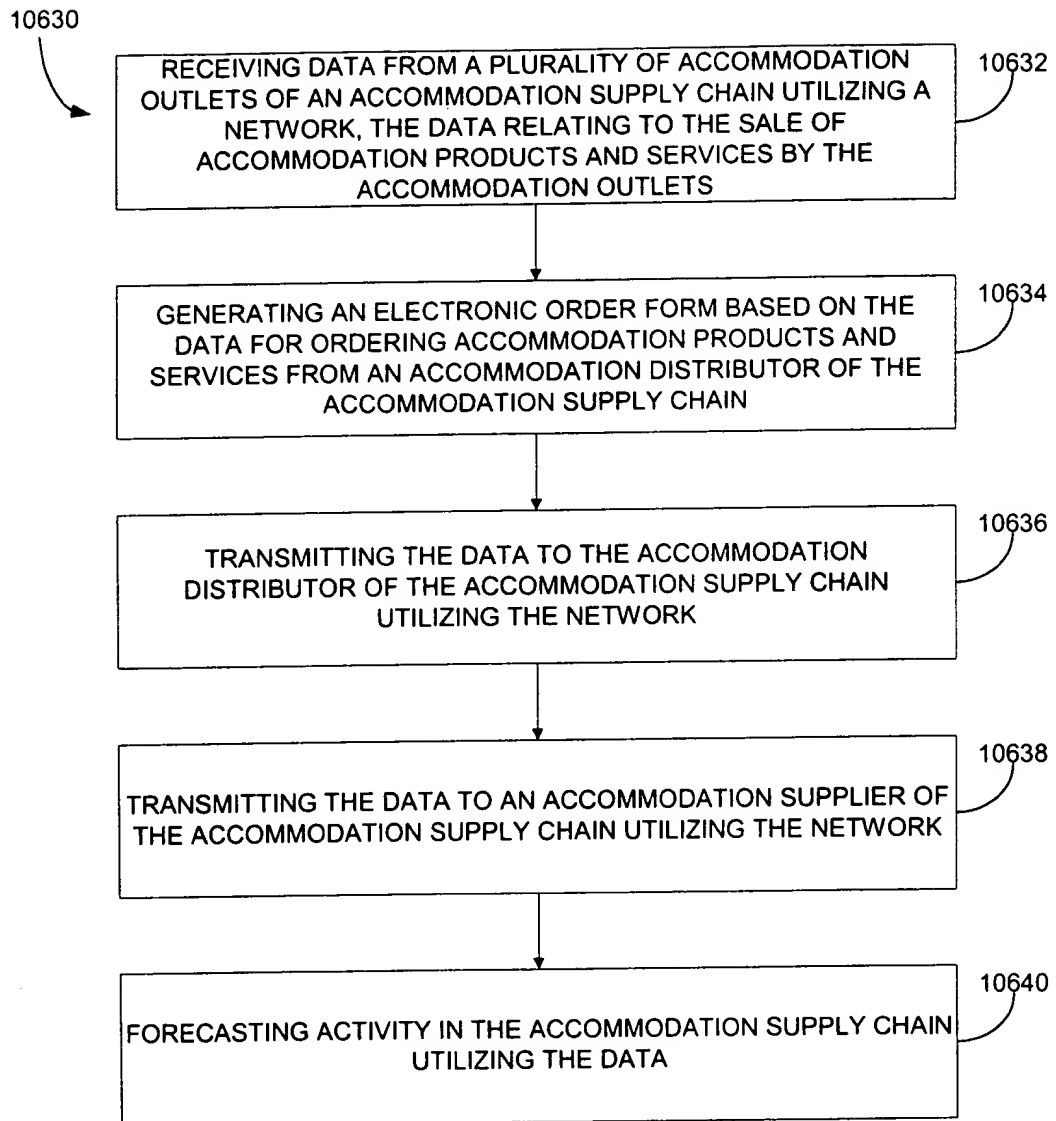 10630
RECEIVING DATA FROM A PLURALITY OF ACCOMMODATION
OUTLETS OF AN ACCOMMODATION SUPPLY CHAIN UTILIZING A
NETWORK, THE DATA RELATING TO THE SALE OF
ACCOMMODATION PRODUCTS AND SERVICES BY THE
ACCOMMODATION OUTLETS
10632
GENERATING AN ELECTRONIC ORDER FORM BASED ON THE
DATA FOR ORDERING ACCOMMODATION PRODUCTS AND
SERVICES FROM AN ACCOMMODATION DISTRIBUTOR OF THE
ACCOMMODATION SUPPLY CHAIN
10634
TRANSMITTING THE DATA TO THE ACCOMMODATION
DISTRIBUTOR OF THE ACCOMMODATION SUPPLY CHAIN
UTILIZING THE NETWORK
10636
TRANSMITTING THE DATA TO AN ACCOMMODATION SUPPLIER OF
THE ACCOMMODATION SUPPLY CHAIN UTILIZING THE NETWORK
10638
FORECASTING ACTIVITY IN THE ACCOMMODATION SUPPLY CHAIN
UTILIZING THE DATA
10640